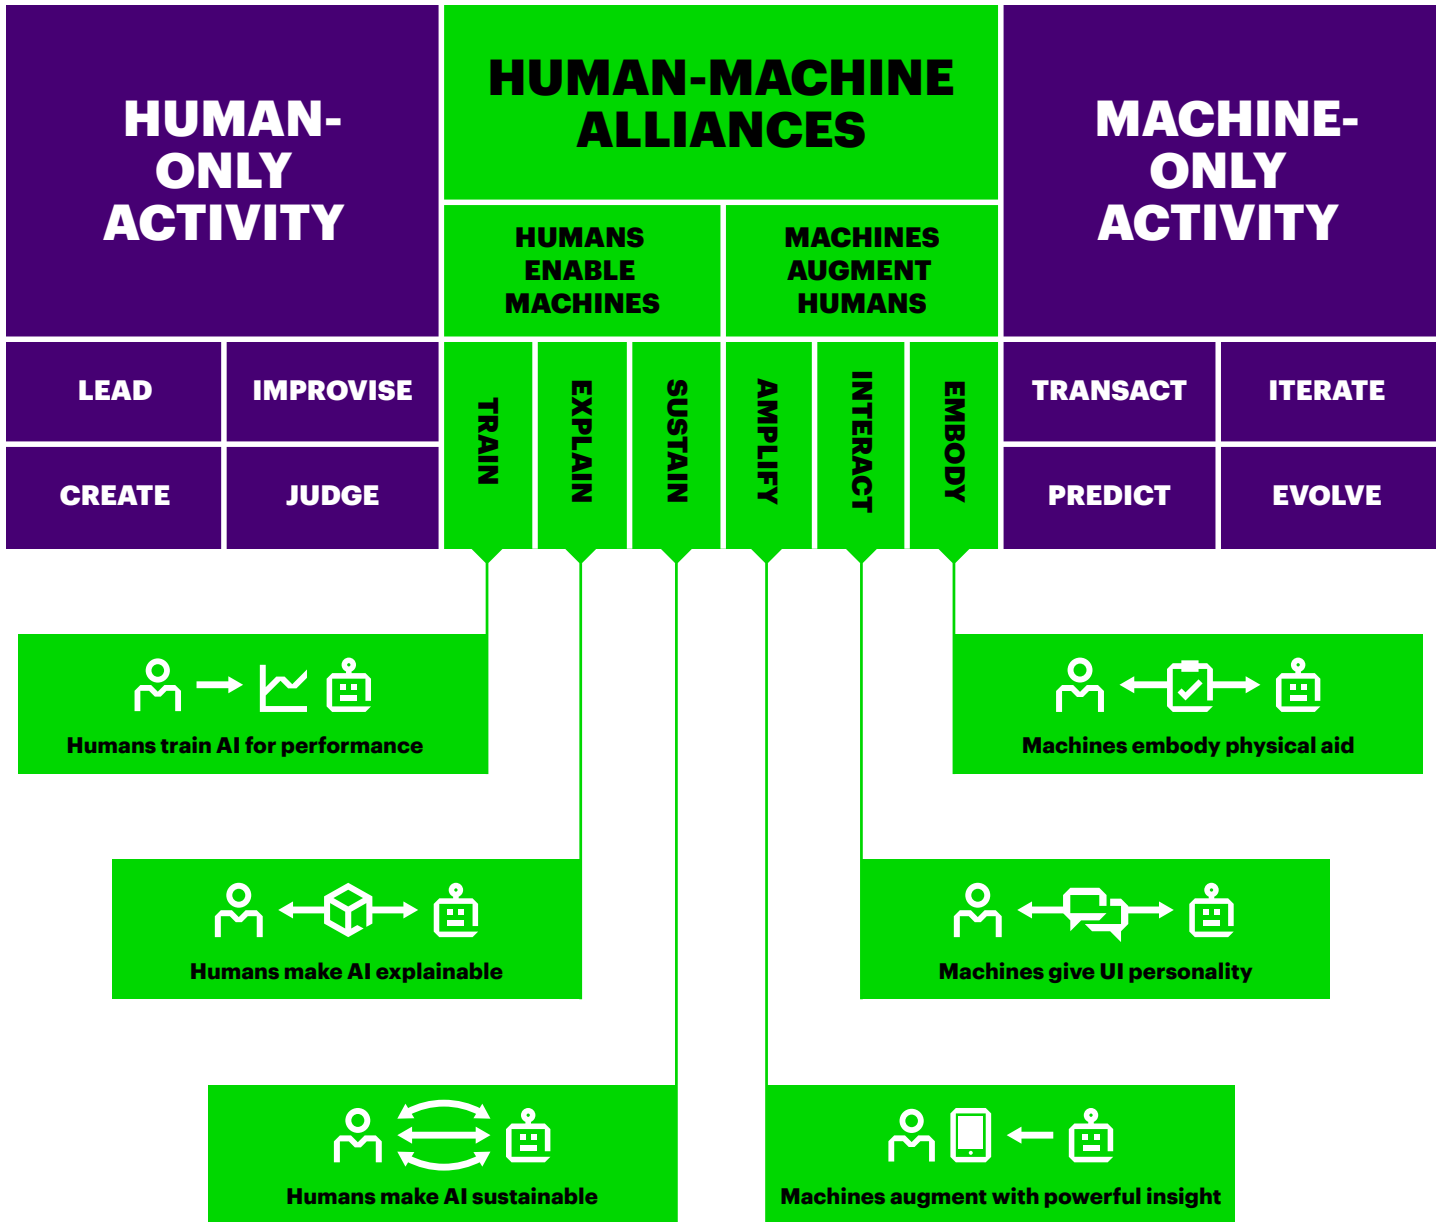 HUMAN-
ONLY
ACTIVITY
HUMAN-MACHINE
ALLIANCES
MACHINE-
ONLY
ACTIVITY
HUMANS
ENABLE
MACHINES
MACHINES
AUGMENT
HUMANS
LEAD
IMPROVISE
CREATE
JUDGE
TRAIN
EXPLAIN
SUSTAIN
AMPLIFY
INTERACT
EMBODY
TRANSACT
ITERATE
PREDICT
EVOLVE
Humans train AI for performance
Machines embody physical aid
Humans make AI explainable
Machines give UI personality
Humans make AI sustainable
Machines augment with powerful insight